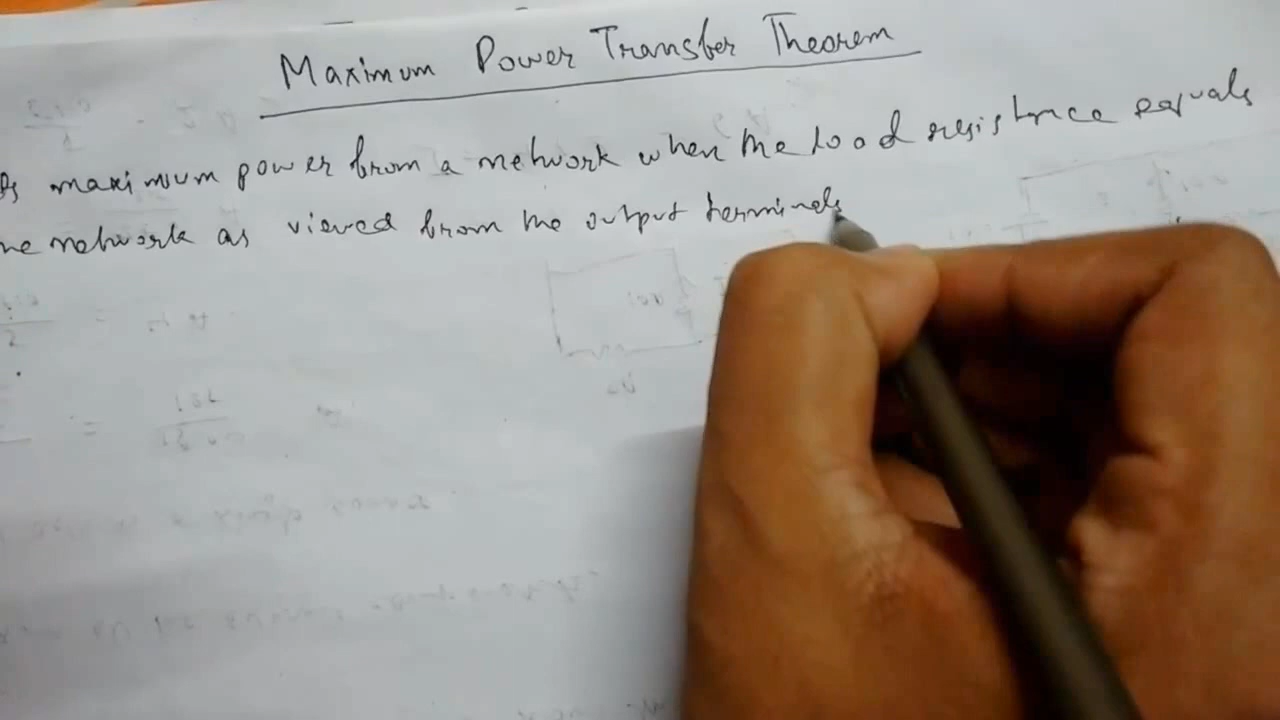 Maximum Power Transfer Theorem
maximum power from a network when the load resistance equals
network as viewed from the output terminals